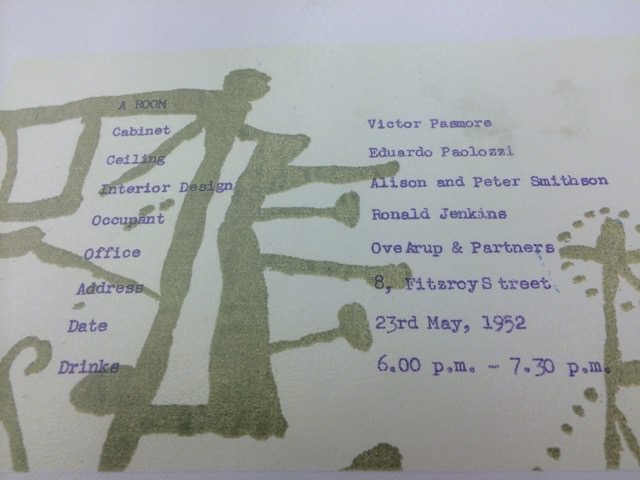 A ROOM
Cabinet Victor Pasmore
Ceiling Eduardo Paolozzi
Interior Design Alison and Peter Smithson
Occupant Ronald Jenkins
Office Ove Arup & Partners
Address 8, Fitzroy Street
Date 23rd May, 1952
Drinks 6.00 p.m. - 7.30 p.m.